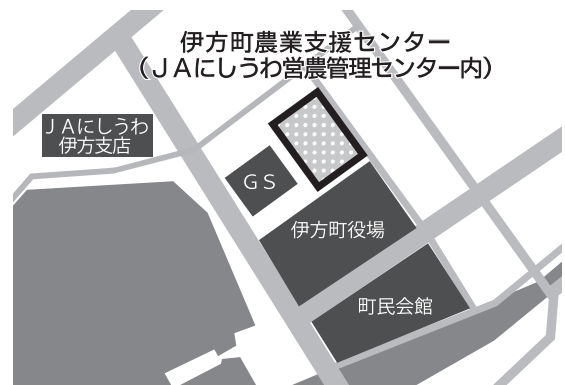 伊方町農業支援センター
（ＪＡにしうわ営農管理センター内）
ＪＡにしうわ
伊方支店
ＧＳ
伊方町役場
町民会館